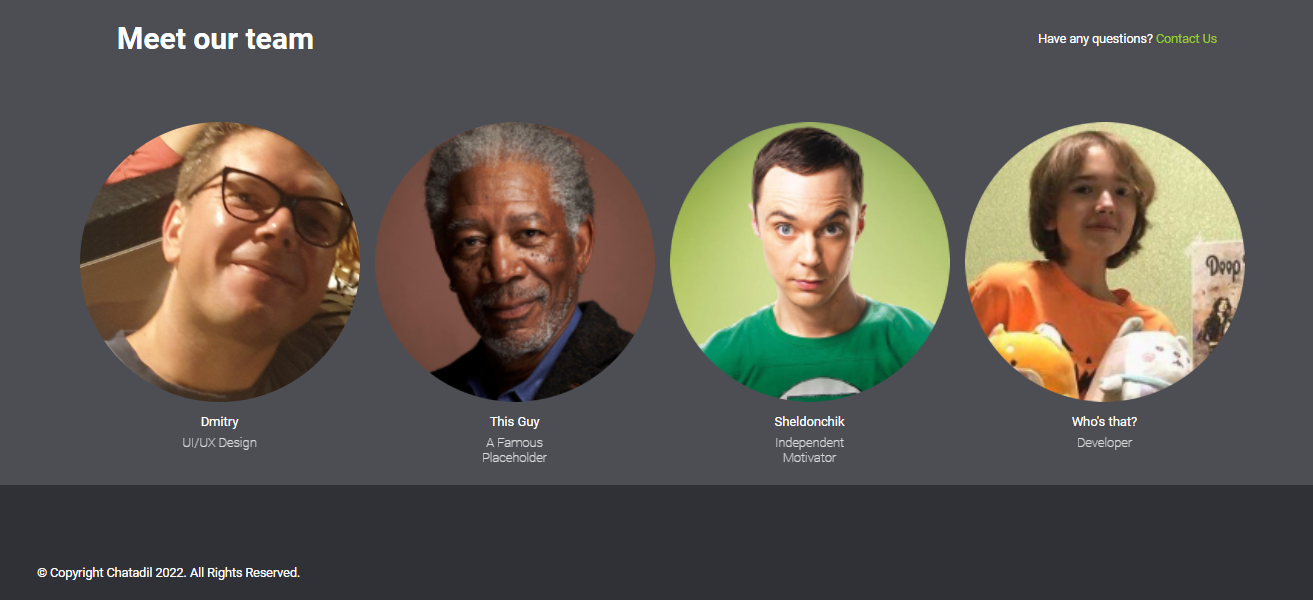 Meet our team
Have any questions? Contact Us
Doop
Dmitry
UI/UX Design
This Guy
A Famous
Placeholder
Sheldonchik
Independent
Motivator
Who's that?
Developer
© Copyright Chatadil 2022. All Rights Reserved.